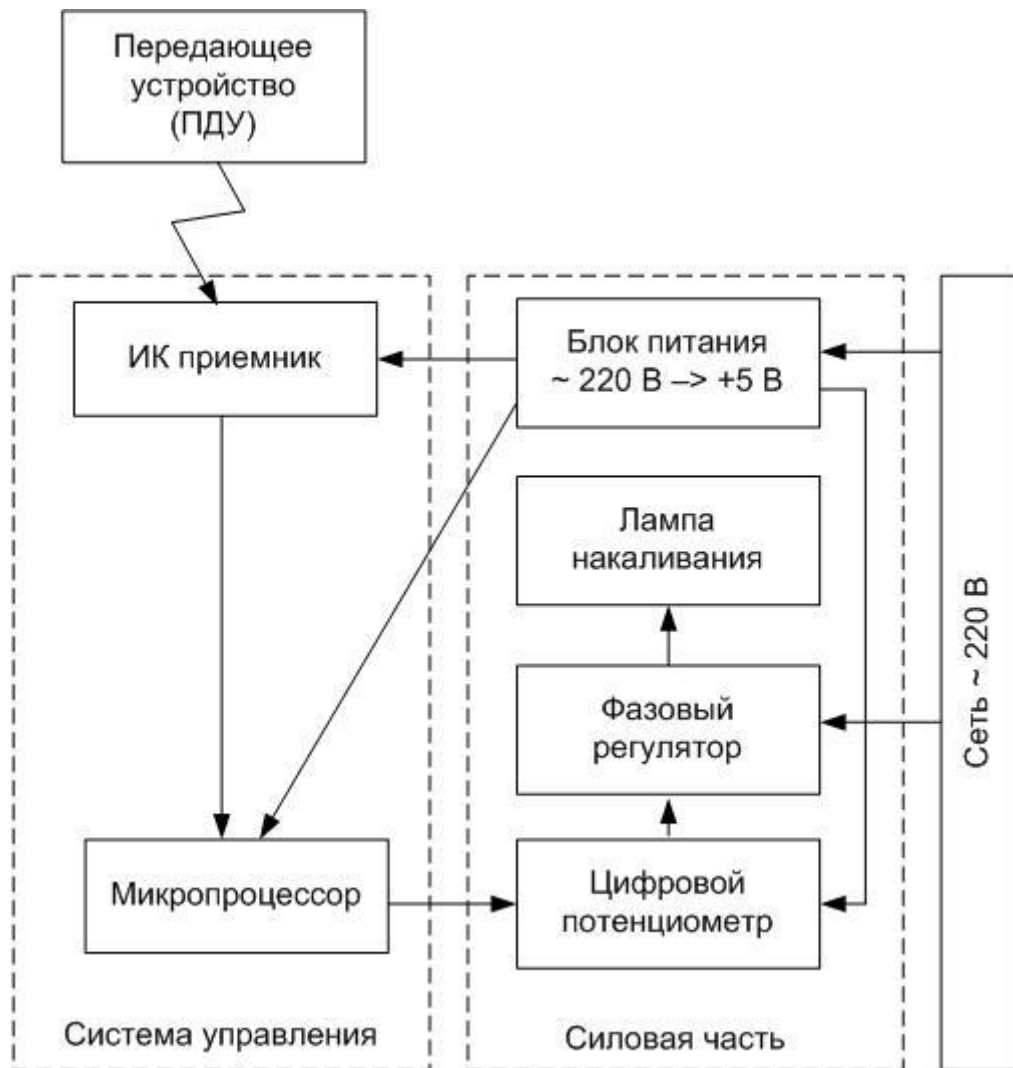 Передающее
устройство
(ПДУ)
ИК приемник
Блок питания
~ 220 В –> +5 В
Лампа
накаливания
Фазовый
регулятор
Микропроцессор
Цифровой
потенциометр
Система управления
Силовая часть
Сеть ~ 220 В